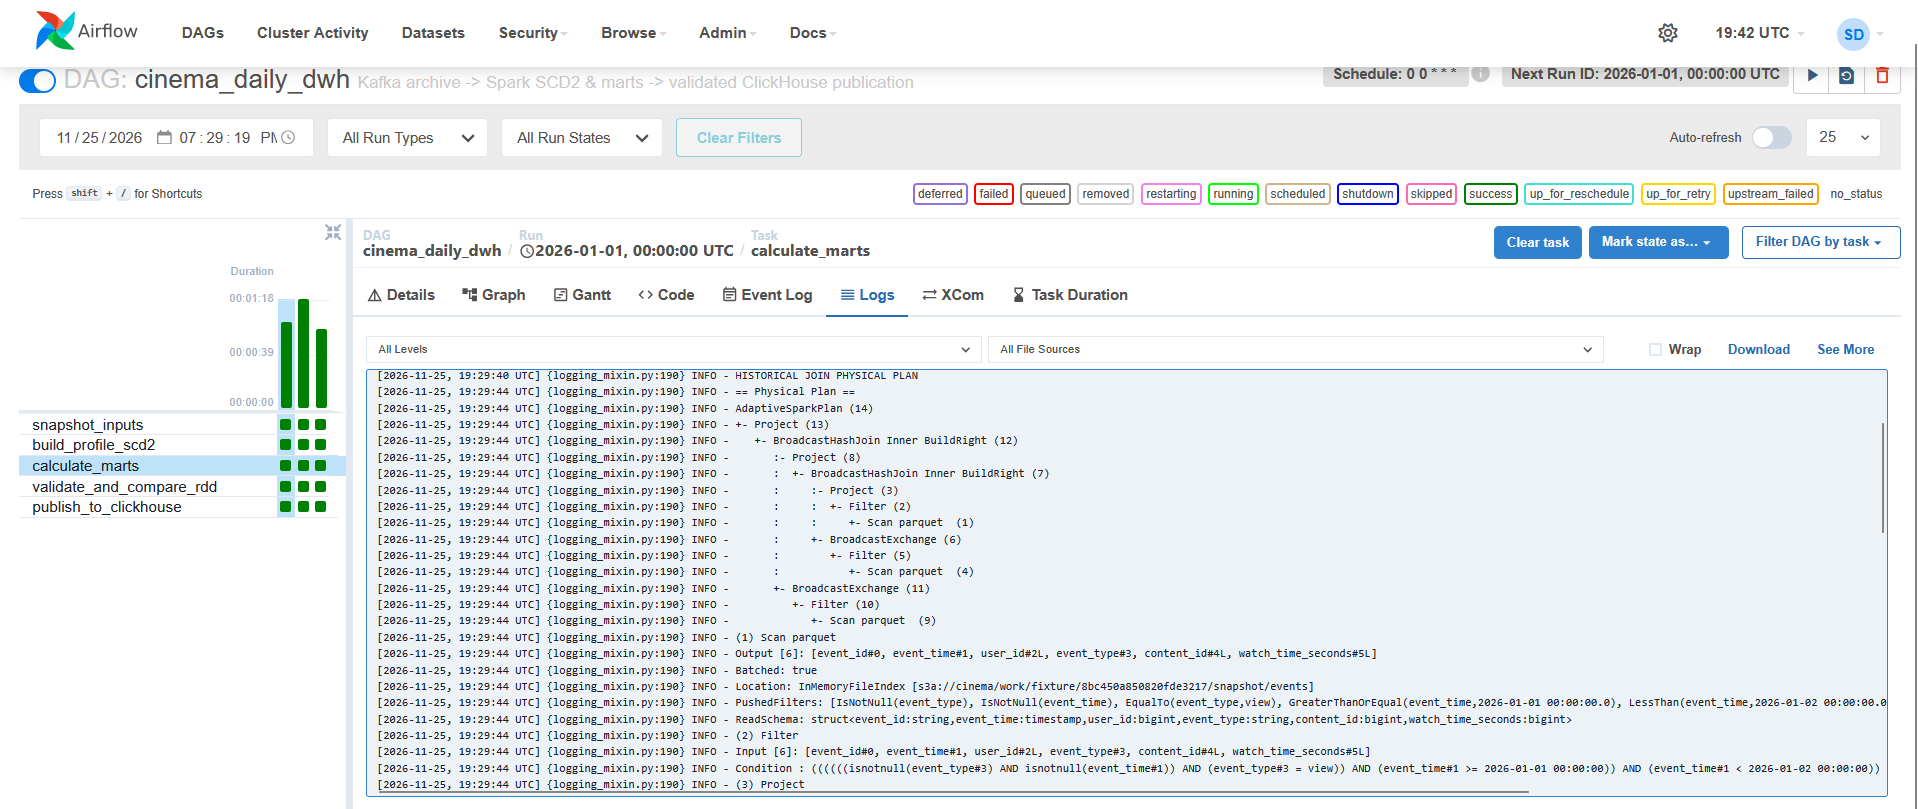 Airflow DAGs Cluster Activity Datasets Security Browse Admin Docs 19:42 UTC SD
DAG: cinema_daily_dwh Kafka archive -> Spark SCD2 & marts -> validated ClickHouse publication Schedule: 0 0 * * * i Next Run ID: 2026-01-01, 00:00:00 UTC
11/25/2026 07:29:19 PM All Run Types All Run States Clear Filters Auto-refresh 25
Press shift + / for Shortcuts deferred failed queued removed restarting running scheduled shutdown skipped success up_for_reschedule up_for_retry upstream_failed no_status
DAG Run Task
cinema_daily_dwh / 2026-01-01, 00:00:00 UTC / calculate_marts Clear task Mark state as... Filter DAG by task
Duration
00:01:18
00:00:39
00:00:00
snapshot_inputs
build_profile_scd2
calculate_marts
validate_and_compare_rdd
publish_to_clickhouse
Details Graph Gantt Code Event Log Logs XCom Task Duration
All Levels All File Sources Wrap Download See More
[2026-11-25, 19:29:40 UTC] {logging_mixin.py:190} INFO - HISTORICAL JOIN PHYSICAL PLAN
[2026-11-25, 19:29:44 UTC] {logging_mixin.py:190} INFO - == Physical Plan ==
[2026-11-25, 19:29:44 UTC] {logging_mixin.py:190} INFO - AdaptiveSparkPlan (14)
[2026-11-25, 19:29:44 UTC] {logging_mixin.py:190} INFO - +- Project (13)
[2026-11-25, 19:29:44 UTC] {logging_mixin.py:190} INFO -    +- BroadcastHashJoin Inner BuildRight (12)
[2026-11-25, 19:29:44 UTC] {logging_mixin.py:190} INFO -       :- Project (8)
[2026-11-25, 19:29:44 UTC] {logging_mixin.py:190} INFO -       :  +- BroadcastHashJoin Inner BuildRight (7)
[2026-11-25, 19:29:44 UTC] {logging_mixin.py:190} INFO -       :     :- Project (3)
[2026-11-25, 19:29:44 UTC] {logging_mixin.py:190} INFO -       :     :  +- Filter (2)
[2026-11-25, 19:29:44 UTC] {logging_mixin.py:190} INFO -       :     :     +- Scan parquet  (1)
[2026-11-25, 19:29:44 UTC] {logging_mixin.py:190} INFO -       :     +- BroadcastExchange (6)
[2026-11-25, 19:29:44 UTC] {logging_mixin.py:190} INFO -       :        +- Filter (5)
[2026-11-25, 19:29:44 UTC] {logging_mixin.py:190} INFO -       :           +- Scan parquet  (4)
[2026-11-25, 19:29:44 UTC] {logging_mixin.py:190} INFO -       +- BroadcastExchange (11)
[2026-11-25, 19:29:44 UTC] {logging_mixin.py:190} INFO -          +- Filter (10)
[2026-11-25, 19:29:44 UTC] {logging_mixin.py:190} INFO -             +- Scan parquet  (9)
[2026-11-25, 19:29:44 UTC] {logging_mixin.py:190} INFO - (1) Scan parquet
[2026-11-25, 19:29:44 UTC] {logging_mixin.py:190} INFO - Output [6]: [event_id#0, event_time#1, user_id#2L, event_type#3, content_id#4L, watch_time_seconds#5L]
[2026-11-25, 19:29:44 UTC] {logging_mixin.py:190} INFO - Batched: true
[2026-11-25, 19:29:44 UTC] {logging_mixin.py:190} INFO - Location: InMemoryFileIndex [s3a://cinema/work/fixture/8bc450a850820fde3217/snapshot/events]
[2026-11-25, 19:29:44 UTC] {logging_mixin.py:190} INFO - PushedFilters: [IsNotNull(event_type), IsNotNull(event_time), EqualTo(event_type,view), GreaterThanOrEqual(event_time,2026-01-01 00:00:00.0), LessThan(event_time,2026-01-02 00:00:00.0
[2026-11-25, 19:29:44 UTC] {logging_mixin.py:190} INFO - ReadSchema: struct<event_id:string,event_time:timestamp,user_id:bigint,event_type:string,content_id:bigint,watch_time_seconds:bigint>
[2026-11-25, 19:29:44 UTC] {logging_mixin.py:190} INFO - (2) Filter
[2026-11-25, 19:29:44 UTC] {logging_mixin.py:190} INFO - Input [6]: [event_id#0, event_time#1, user_id#2L, event_type#3, content_id#4L, watch_time_seconds#5L]
[2026-11-25, 19:29:44 UTC] {logging_mixin.py:190} INFO - Condition : ((((((isnotnull(event_type#3) AND isnotnull(event_time#1)) AND (event_type#3 = view)) AND (event_time#1 >= 2026-01-01 00:00:00)) AND (event_time#1 < 2026-01-02 00:00:00))
[2026-11-25, 19:29:44 UTC] {logging_mixin.py:190} INFO - (3) Project